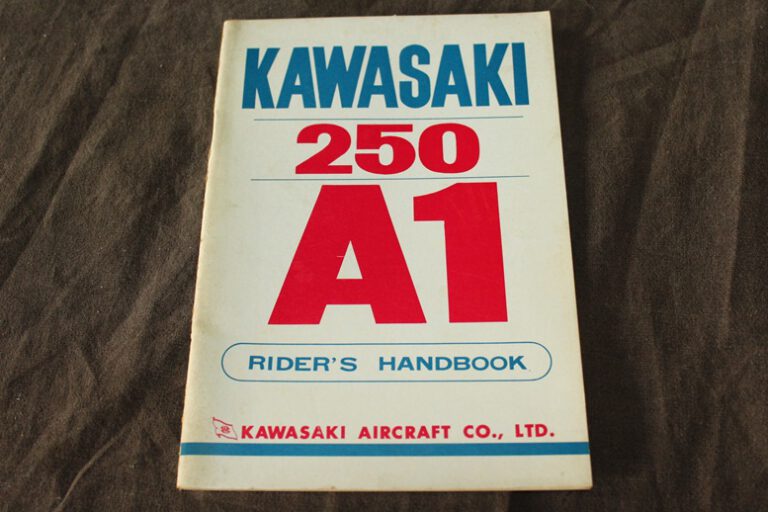 KAWASAKI
250
A1
RIDER'S HANDBOOK
KAWASAKI AIRCRAFT CO., LTD.